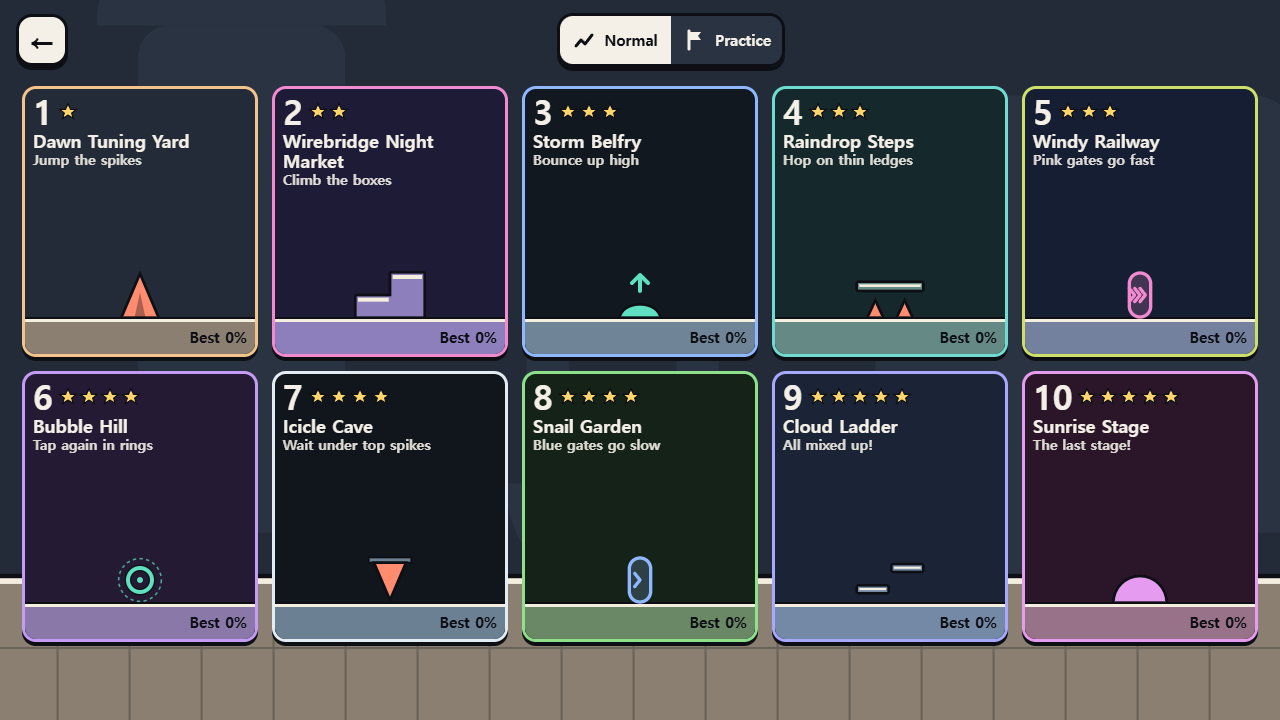 Normal
Practice
1
Dawn Tuning Yard
Jump the spikes
Best 0%
2
Wirebridge Night
Market
Climb the boxes
Best 0%
3
Storm Belfry
Bounce up high
Best 0%
4
Raindrop Steps
Hop on thin ledges
Best 0%
5
Windy Railway
Pink gates go fast
Best 0%
6
Bubble Hill
Tap again in rings
Best 0%
7
Icicle Cave
Wait under top spikes
Best 0%
8
Snail Garden
Blue gates go slow
Best 0%
9
Cloud Ladder
All mixed up!
Best 0%
10
Sunrise Stage
The last stage!
Best 0%